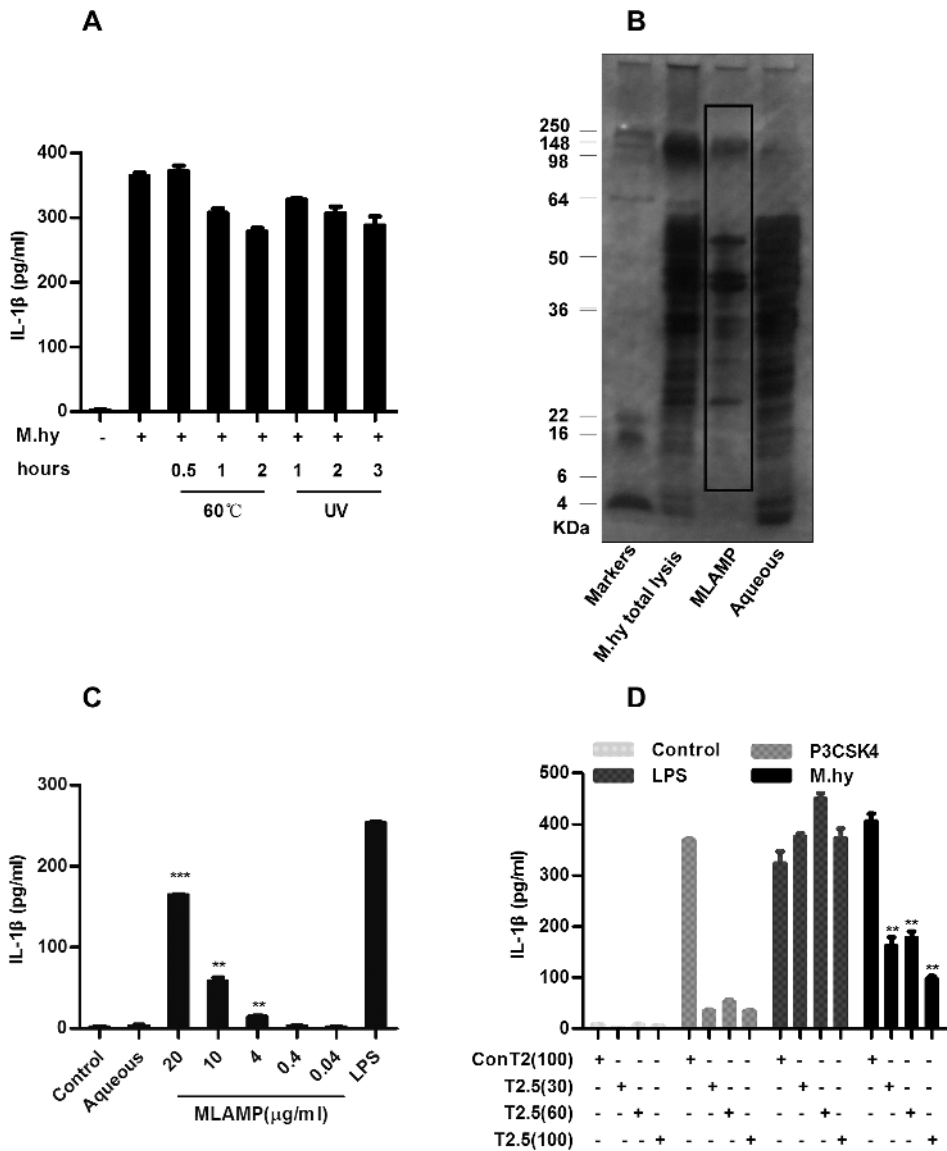 A
IL-1β (pg/ml)
400
300
200
100
0
M.hy - + + + + + + +
hours 0.5 1 2 1 2 3
60℃ UV
B
250
148
98
64
50
36
22
16
6
4
KDa
Markers
M.hy total lysis
MLAMP
Aqueous
C
IL-1β (pg/ml)
300
200
100
0
***
**
**
Control
Aqueous
20
10
4
0.4
0.04
LPS
MLAMP(μg/ml)
D
Control P3CSK4
LPS M.hy
IL-1β (pg/ml)
500
400
300
200
100
0
** ** **
ConT2(100) + - - - + - - - + - - - + - - -
T2.5(30) - + - - - + - - - + - - - + - -
T2.5(60) - - + - - - + - - - + - - - + -
T2.5(100) - - - + - - - + - - - + - - - +